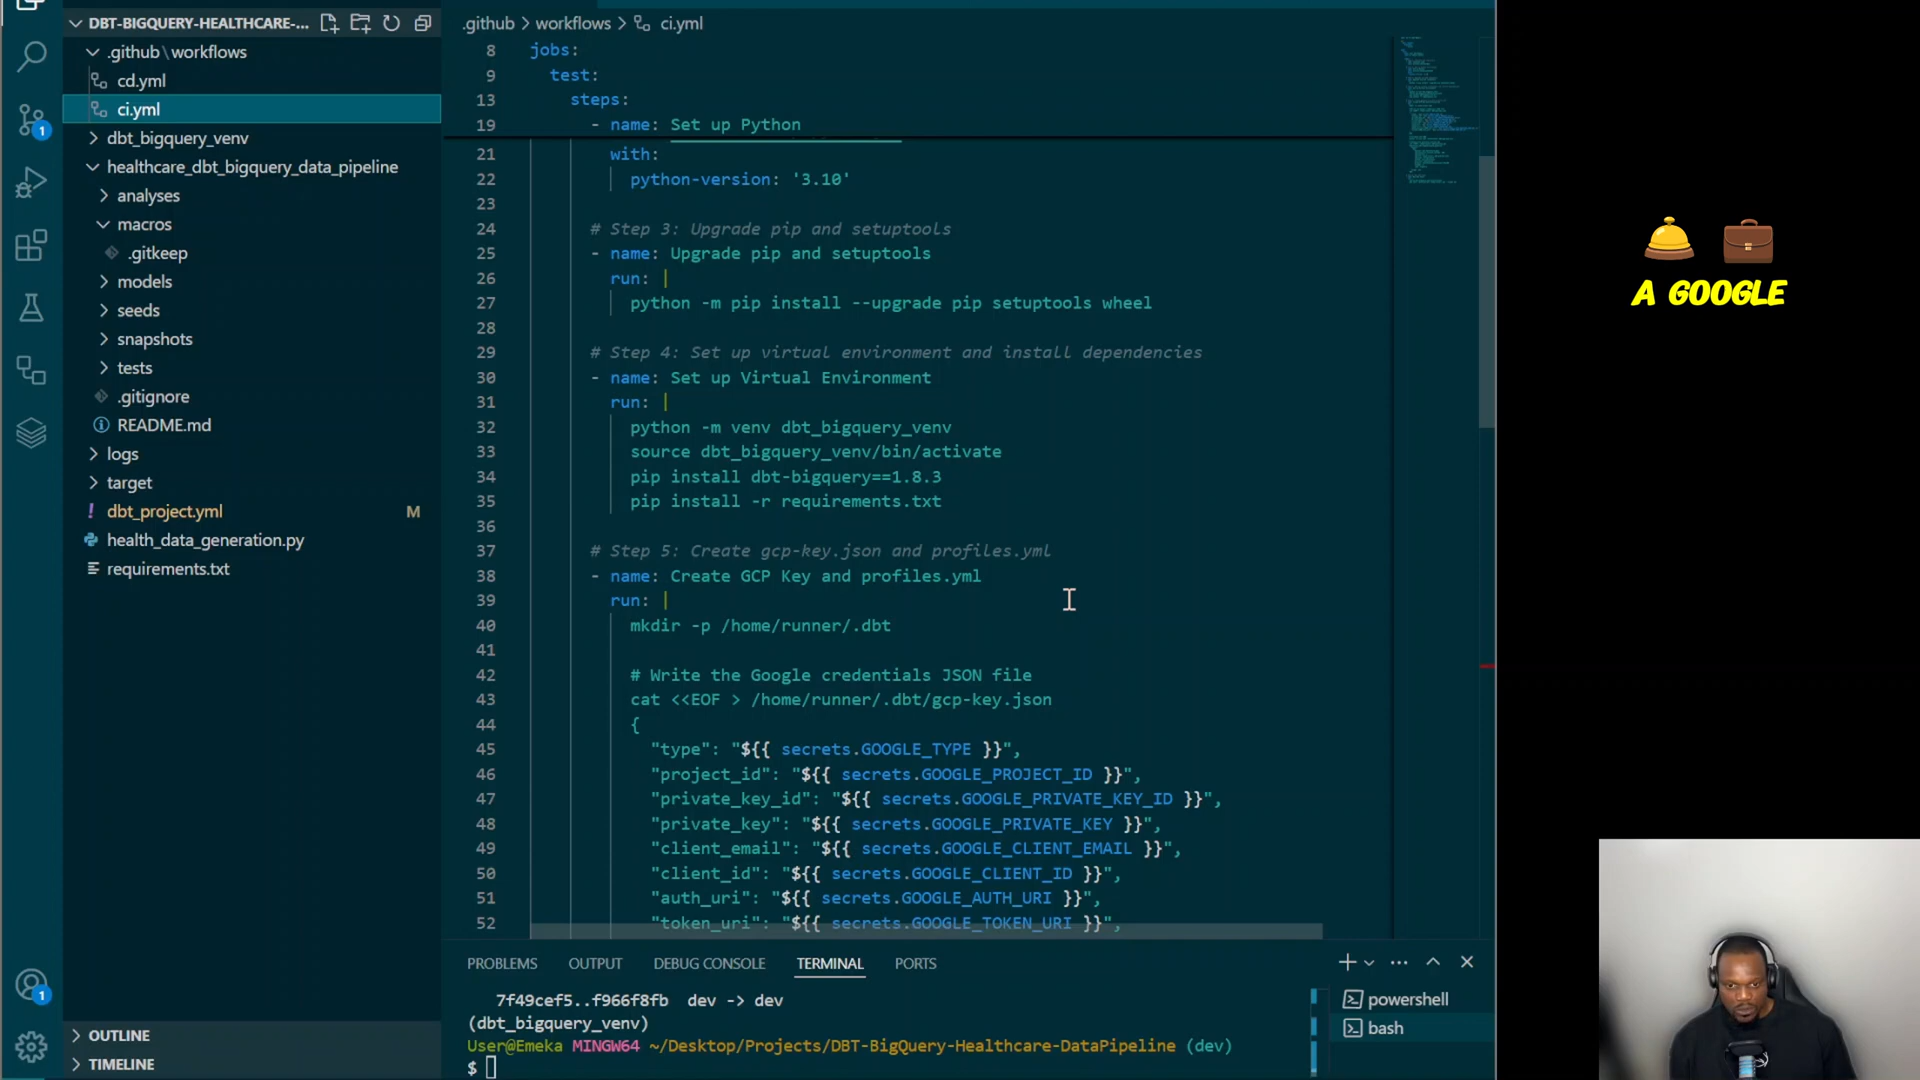 DBT-BIGQUERY-HEALTHCARE-...
.github\workflows
cd.yml
ci.yml
dbt_bigquery_venv
healthcare_dbt_bigquery_data_pipeline
analyses
macros
.gitkeep
models
seeds
snapshots
tests
.gitignore
README.md
logs
target
! dbt_project.yml M
health_data_generation.py
requirements.txt
OUTLINE
TIMELINE
1
1
.github > workflows > ci.yml
8 jobs:
9 test:
13 steps:
19 - name: Set up Python
21 with:
22 python-version: '3.10'
23
24 # Step 3: Upgrade pip and setuptools
25 - name: Upgrade pip and setuptools
26 run: |
27 python -m pip install --upgrade pip setuptools wheel
28
29 # Step 4: Set up virtual environment and install dependencies
30 - name: Set up Virtual Environment
31 run: |
32 python -m venv dbt_bigquery_venv
33 source dbt_bigquery_venv/bin/activate
34 pip install dbt-bigquery==1.8.3
35 pip install -r requirements.txt
36
37 # Step 5: Create gcp-key.json and profiles.yml
38 - name: Create GCP Key and profiles.yml
39 run: |
40 mkdir -p /home/runner/.dbt
41
42 # Write the Google credentials JSON file
43 cat <<EOF > /home/runner/.dbt/gcp-key.json
44 {
45 "type": "${{ secrets.GOOGLE_TYPE }}",
46 "project_id": "${{ secrets.GOOGLE_PROJECT_ID }}",
47 "private_key_id": "${{ secrets.GOOGLE_PRIVATE_KEY_ID }}",
48 "private_key": "${{ secrets.GOOGLE_PRIVATE_KEY }}",
49 "client_email": "${{ secrets.GOOGLE_CLIENT_EMAIL }}",
50 "client_id": "${{ secrets.GOOGLE_CLIENT_ID }}",
51 "auth_uri": "${{ secrets.GOOGLE_AUTH_URI }}",
52 "token_uri": "${{ secrets.GOOGLE_TOKEN_URI }}",
PROBLEMS OUTPUT DEBUG CONSOLE TERMINAL PORTS
7f49cef5..f966f8fb dev -> dev
(dbt_bigquery_venv)
User@Emeka MINGW64 ~/Desktop/Projects/DBT-BigQuery-Healthcare-DataPipeline (dev)
$
powershell
bash
A GOOGLE